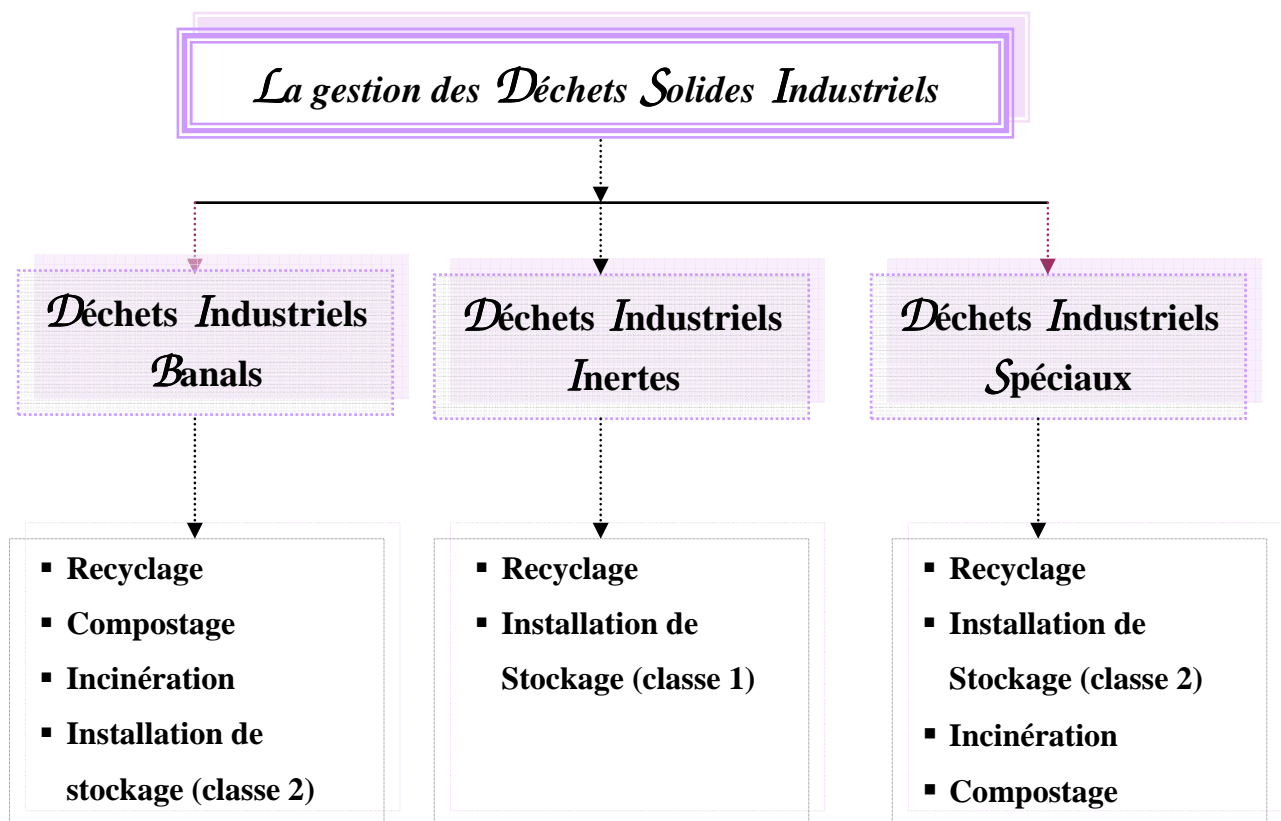 La gestion des Déchets Solides Industriels
Déchets Industriels
Banals
Déchets Industriels
Inertes
Déchets Industriels
Spéciaux
▪ Recyclage
▪ Compostage
▪ Incinération
▪ Installation de
stockage (classe 2)
▪ Recyclage
▪ Installation de
Stockage (classe 1)
▪ Recyclage
▪ Installation de
Stockage (classe 2)
▪ Incinération
▪ Compostage